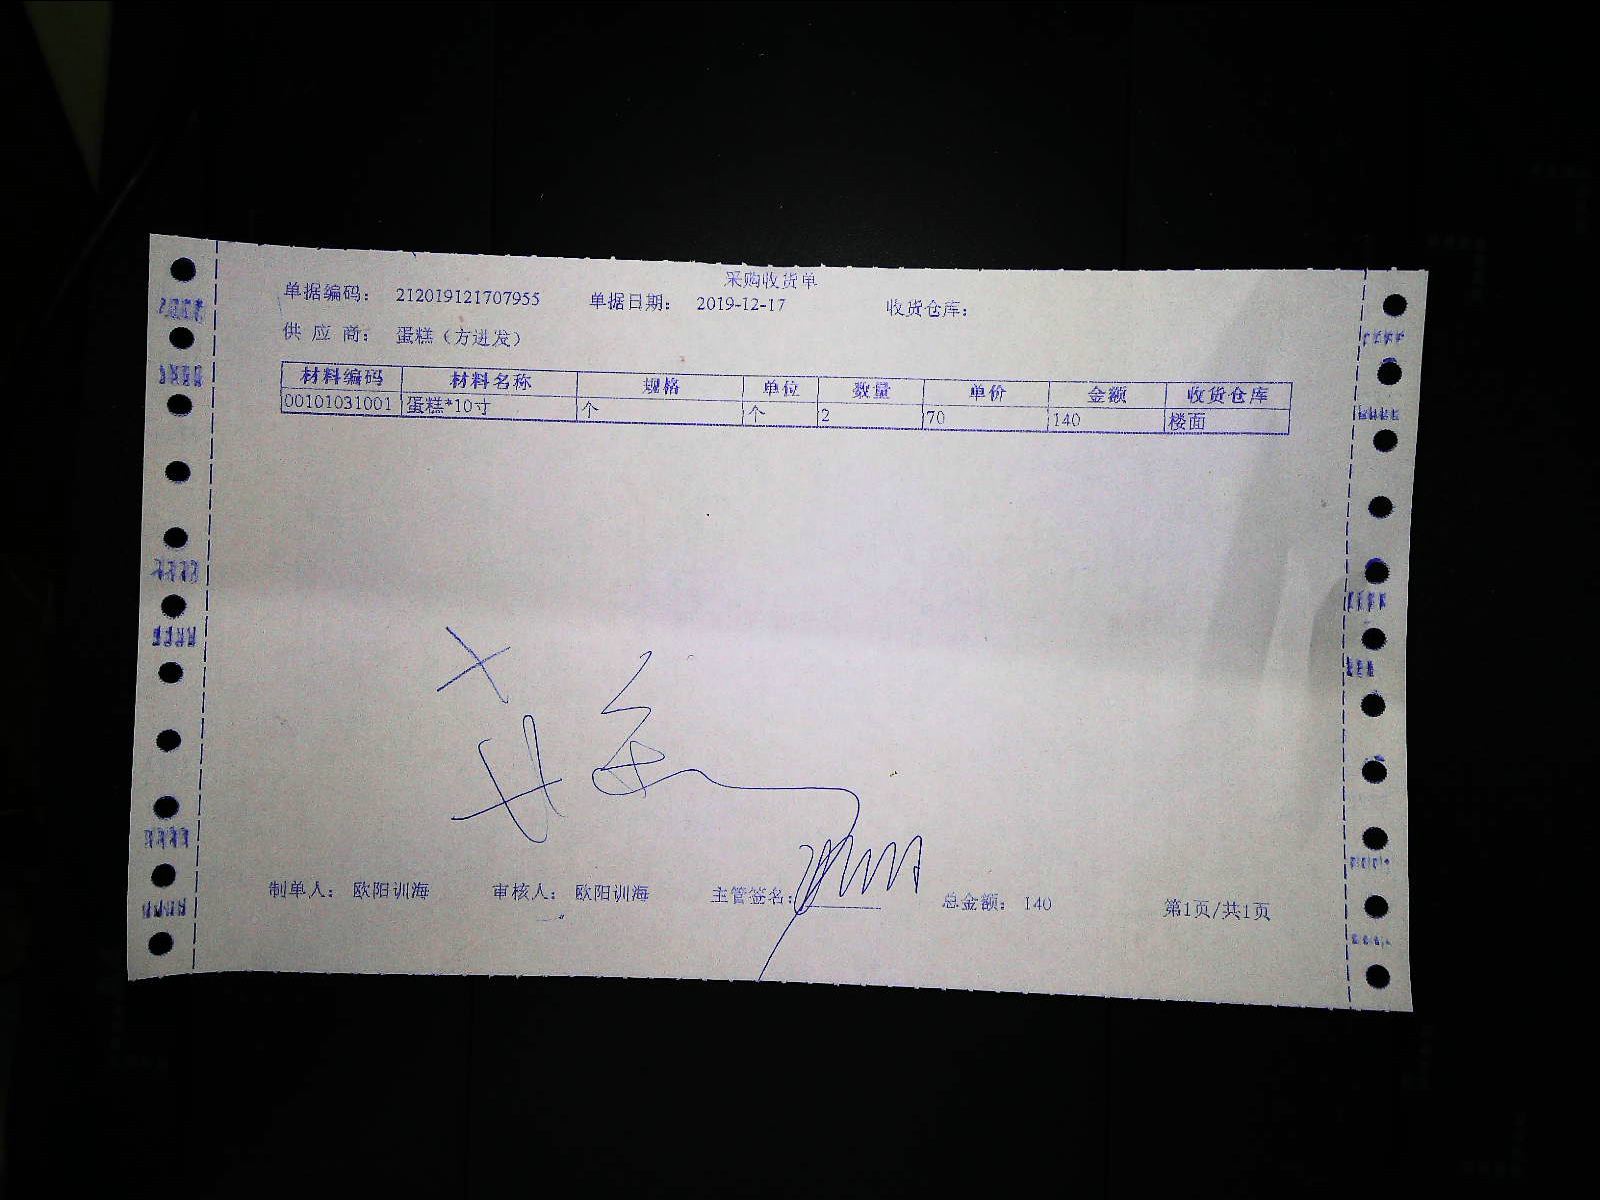 采购收货单
单据编码： 212019121707955 单据日期： 2019-12-17 收货仓库：
供 应 商： 蛋糕（方进发）
材料编码 材料名称 规格 单位 数量 单价 金额 收货仓库
00101031001 蛋糕*10寸 个 个 2 70 140 楼面
制单人： 欧阳训海 审核人： 欧阳训海 主管签名： 总金额： 140 第1页/共1页